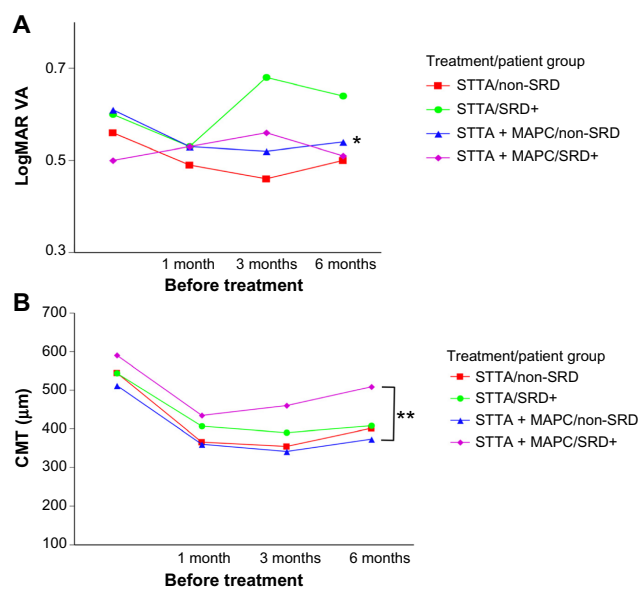 A
LogMAR VA
0.7
0.5
0.3
1 month 3 months 6 months
Before treatment
*
Treatment/patient group
STTA/non-SRD
STTA/SRD+
STTA + MAPC/non-SRD
STTA + MAPC/SRD+
B
CMT (μm)
700
600
500
400
300
200
100
1 month 3 months 6 months
Before treatment
**
Treatment/patient group
STTA/non-SRD
STTA/SRD+
STTA + MAPC/non-SRD
STTA + MAPC/SRD+